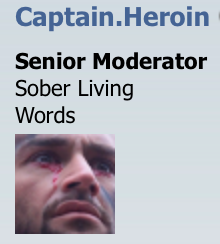 Captain.Heroin
Senior Moderator
Sober Living
Words